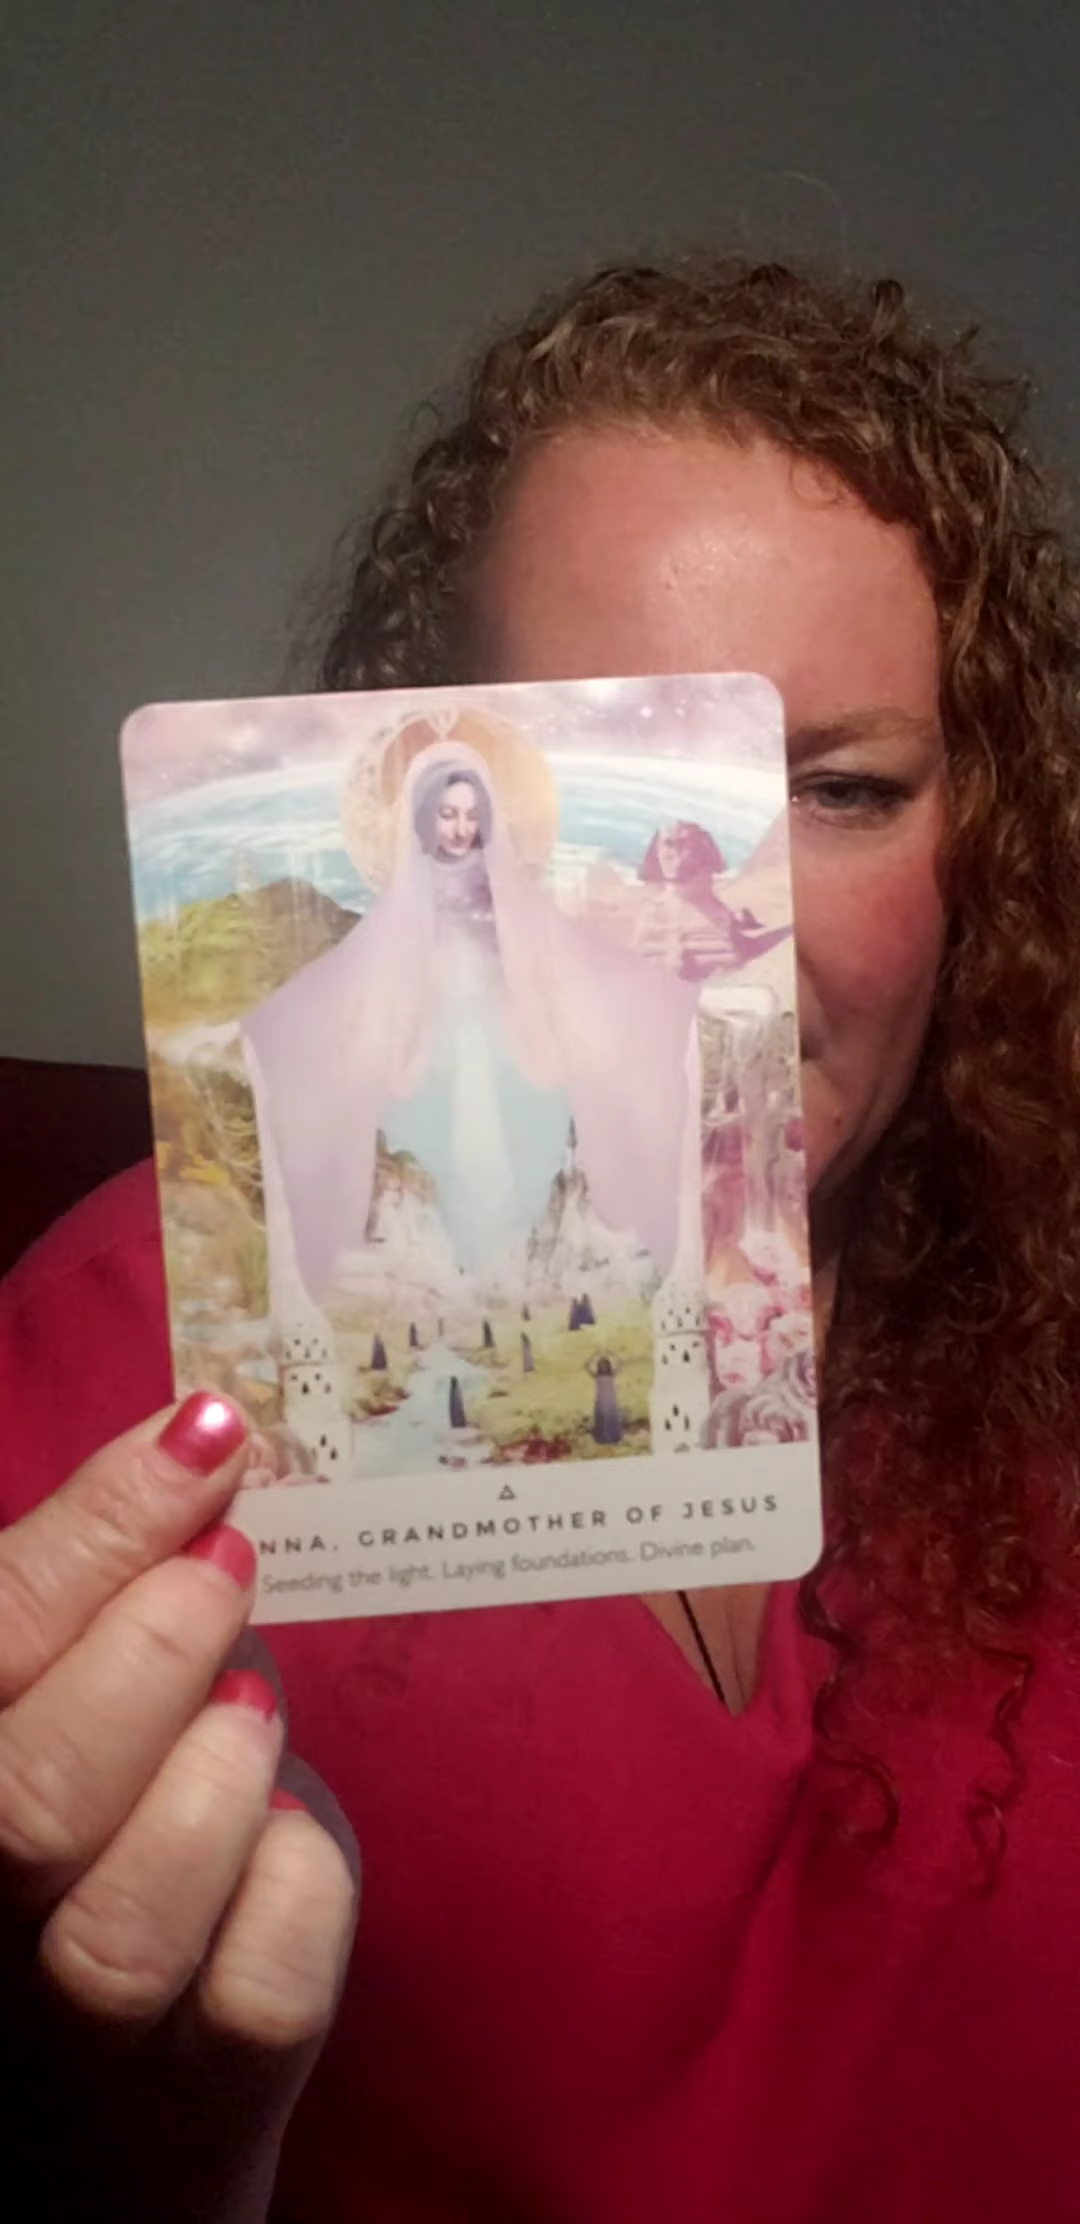 NNA, GRANDMOTHER OF JESUS
Seeding the light. Laying foundations. Divine plan.